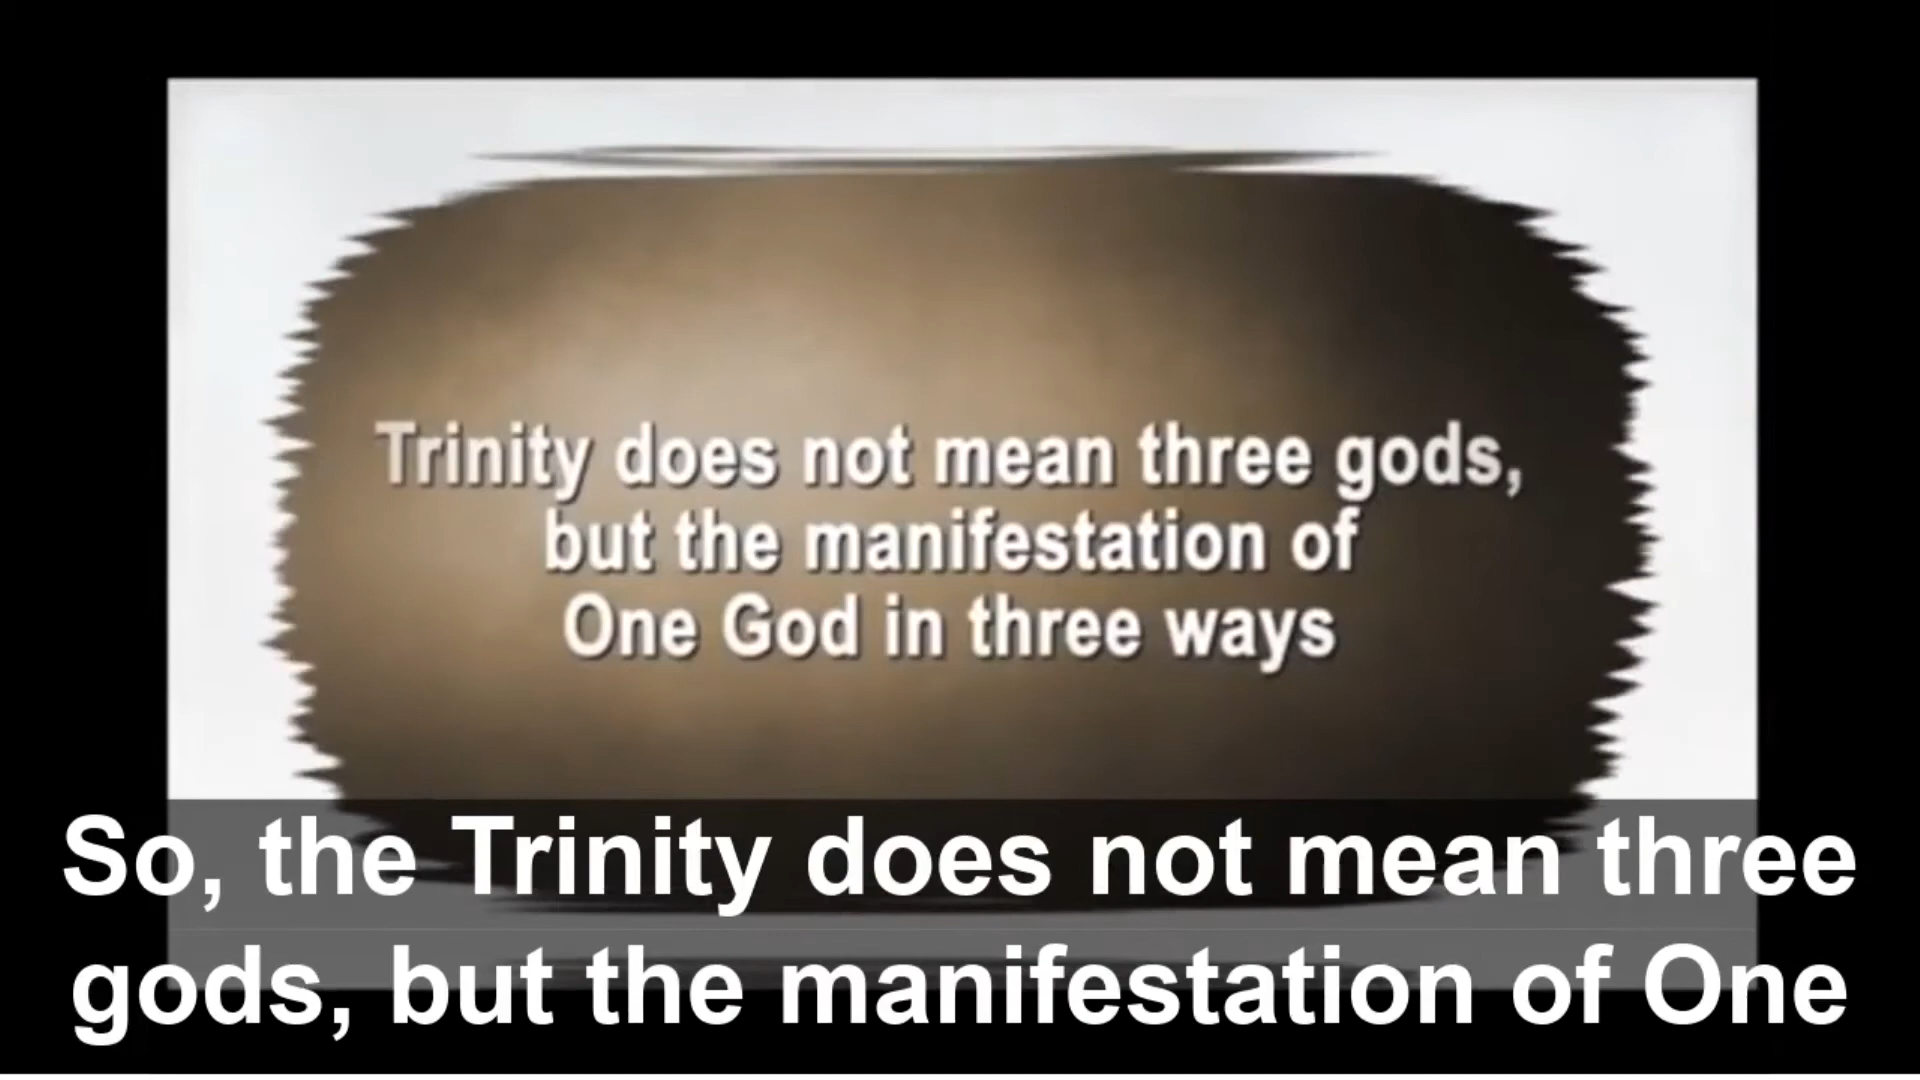 Trinity does not mean three gods,
but the manifestation of
One God in three ways
So, the Trinity does not mean three
gods, but the manifestation of One